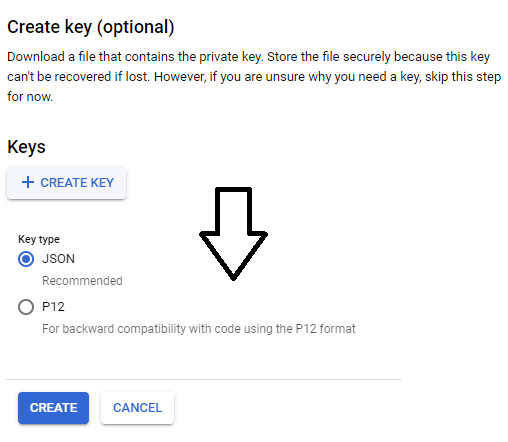 Create key (optional)
Download a file that contains the private key. Store the file securely because this key
can't be recovered if lost. However, if you are unsure why you need a key, skip this step
for now.
Keys
+ CREATE KEY
Key type
JSON
Recommended
P12
For backward compatibility with code using the P12 format
CREATE CANCEL